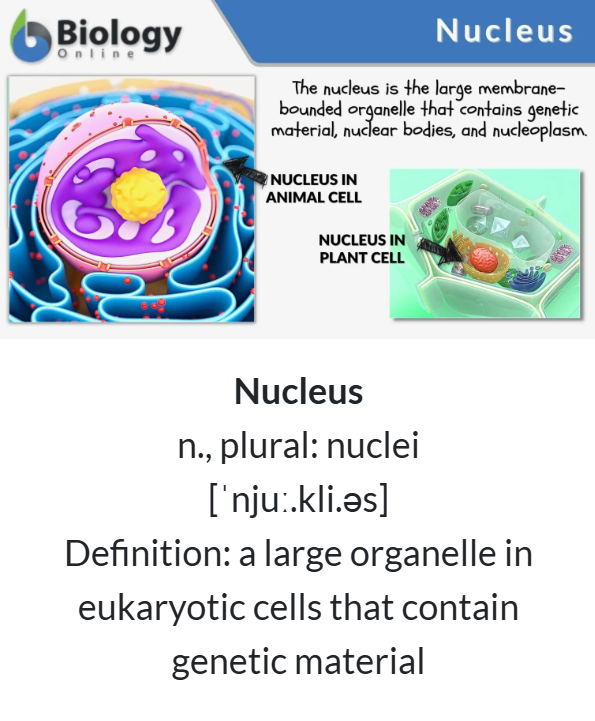 Biology
Online
Nucleus
The nucleus is the large membrane-
bounded organelle that contains genetic
material, nuclear bodies, and nucleoplasm.
NUCLEUS IN
ANIMAL CELL
NUCLEUS IN
PLANT CELL
Nucleus
n., plural: nuclei
[ˈnjuː.kli.əs]
Definition: a large organelle in
eukaryotic cells that contain
genetic material